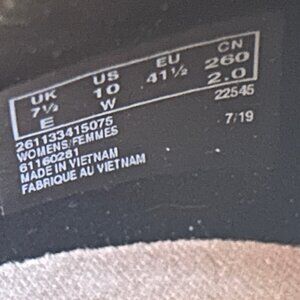 UK US EU CN
7½ 10 41½ 260
E W 2.0
261133415075 22545
WOMENS/FEMMES 7/19
61160281
MADE IN VIETNAM
FABRIQUE AU VIETNAM